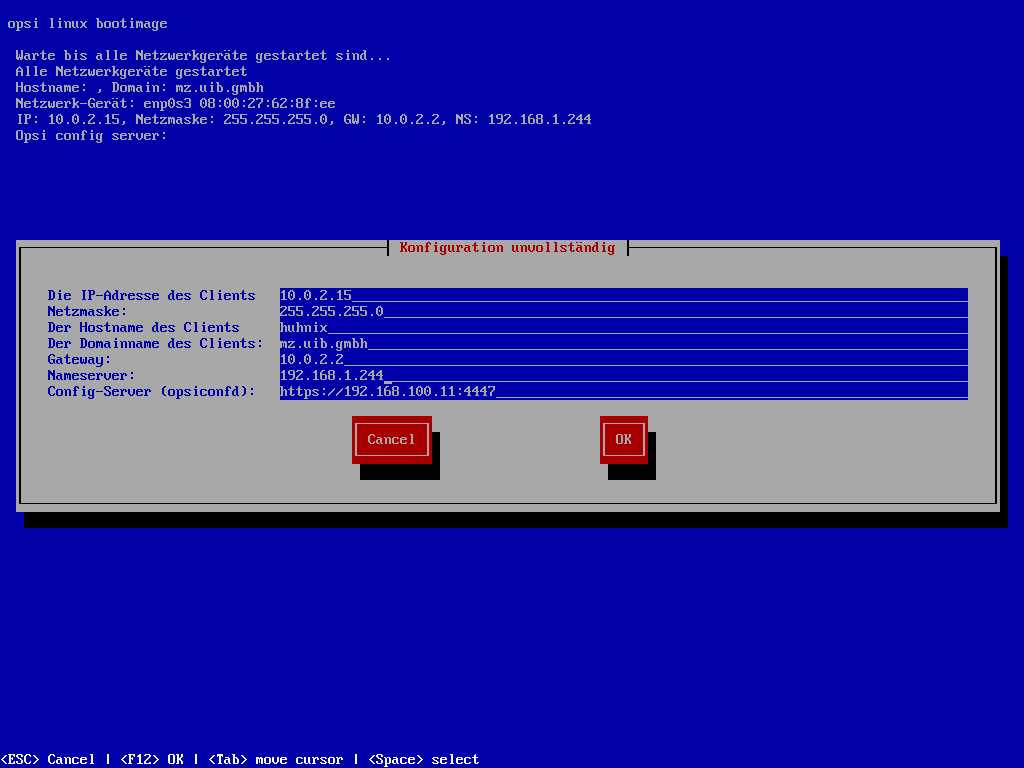 opsi linux bootimage
Warte bis alle Netzwerkgeräte gestartet sind...
Alle Netzwerkgeräte gestartet
Hostname: , Domain: mz.uib.gmbh
Netzwerk-Gerät: enp0s3 08:00:27:62:8f:ee
IP: 10.0.2.15, Netzmaske: 255.255.255.0, GW: 10.0.2.2, NS: 192.168.1.244
Opsi config server:
Konfiguration unvollständig
Die IP-Adresse des Clients 10.0.2.15
Netzmaske: 255.255.255.0
Der Hostname des Clients huhnix
Der Domainname des Clients: mz.uib.gmbh
Gateway: 10.0.2.2
Nameserver: 192.168.1.244
Config-Server (opsiconfd): https://192.168.100.11:4447
Cancel OK
<ESC> Cancel | <F12> OK | <Tab> move cursor | <Space> select